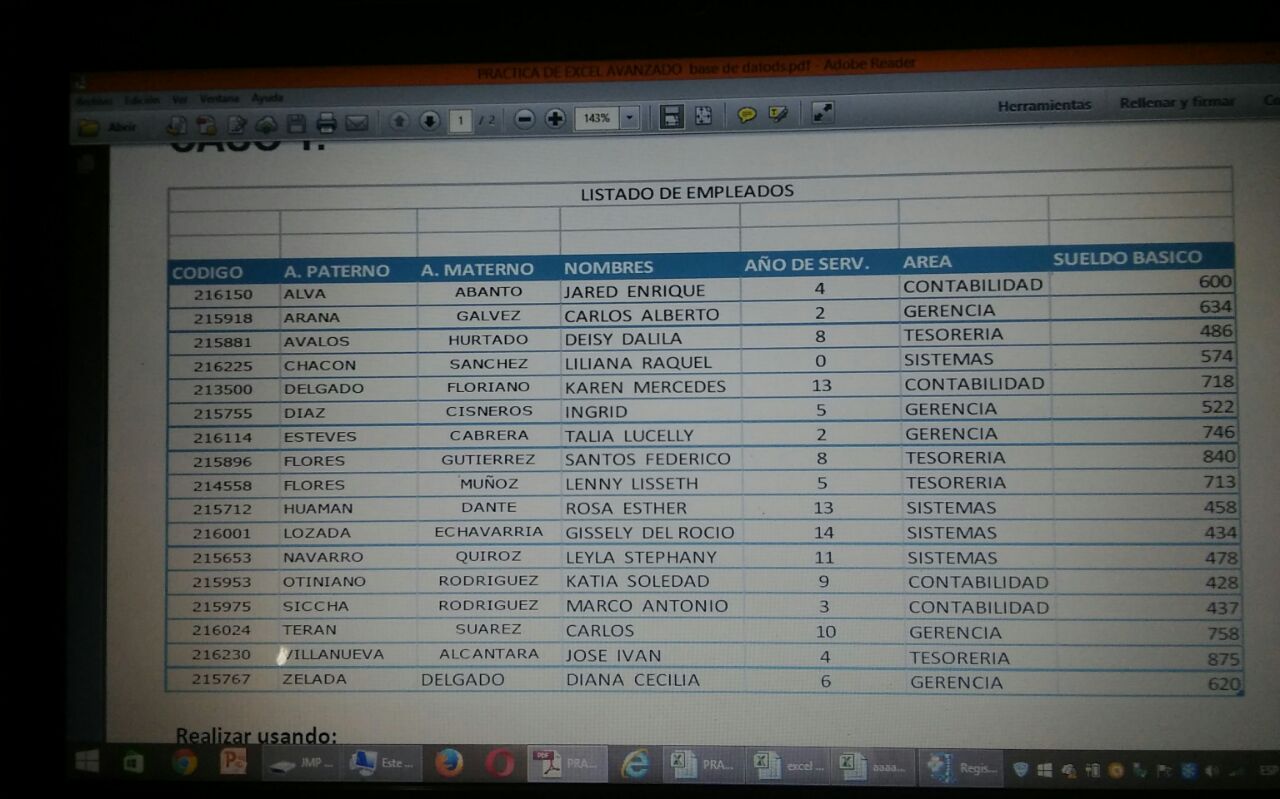 PRACTICA DE EXCEL AVANZADO base de datods.pdf - Adobe Reader
Archivo Edición Ver Ventana Ayuda
Abrir 1 / 2 143% Herramientas Rellenar y firmar
CASO 1:
LISTADO DE EMPLEADOS
CODIGO A. PATERNO A. MATERNO NOMBRES AÑO DE SERV. AREA SUELDO BASICO
216150 ALVA ABANTO JARED ENRIQUE 4 CONTABILIDAD 600
215918 ARANA GALVEZ CARLOS ALBERTO 2 GERENCIA 634
215881 AVALOS HURTADO DEISY DALILA 8 TESORERIA 486
216225 CHACON SANCHEZ LILIANA RAQUEL 0 SISTEMAS 574
213500 DELGADO FLORIANO KAREN MERCEDES 13 CONTABILIDAD 718
215755 DIAZ CISNEROS INGRID 5 GERENCIA 522
216114 ESTEVES CABRERA TALIA LUCELLY 2 GERENCIA 746
215896 FLORES GUTIERREZ SANTOS FEDERICO 8 TESORERIA 840
214558 FLORES MUÑOZ LENNY LISSETH 5 TESORERIA 713
215712 HUAMAN DANTE ROSA ESTHER 13 SISTEMAS 458
216001 LOZADA ECHAVARRIA GISSELY DEL ROCIO 14 SISTEMAS 434
215653 NAVARRO QUIROZ LEYLA STEPHANY 11 SISTEMAS 478
215953 OTINIANO RODRIGUEZ KATIA SOLEDAD 9 CONTABILIDAD 428
215975 SICCHA RODRIGUEZ MARCO ANTONIO 3 CONTABILIDAD 437
216024 TERAN SUAREZ CARLOS 10 GERENCIA 758
216230 VILLANUEVA ALCANTARA JOSE IVAN 4 TESORERIA 875
215767 ZELADA DELGADO DIANA CECILIA 6 GERENCIA 620
Realizar usando:
JMP ... Este ... PRA... PRA... excel ... aaaa... Regis...